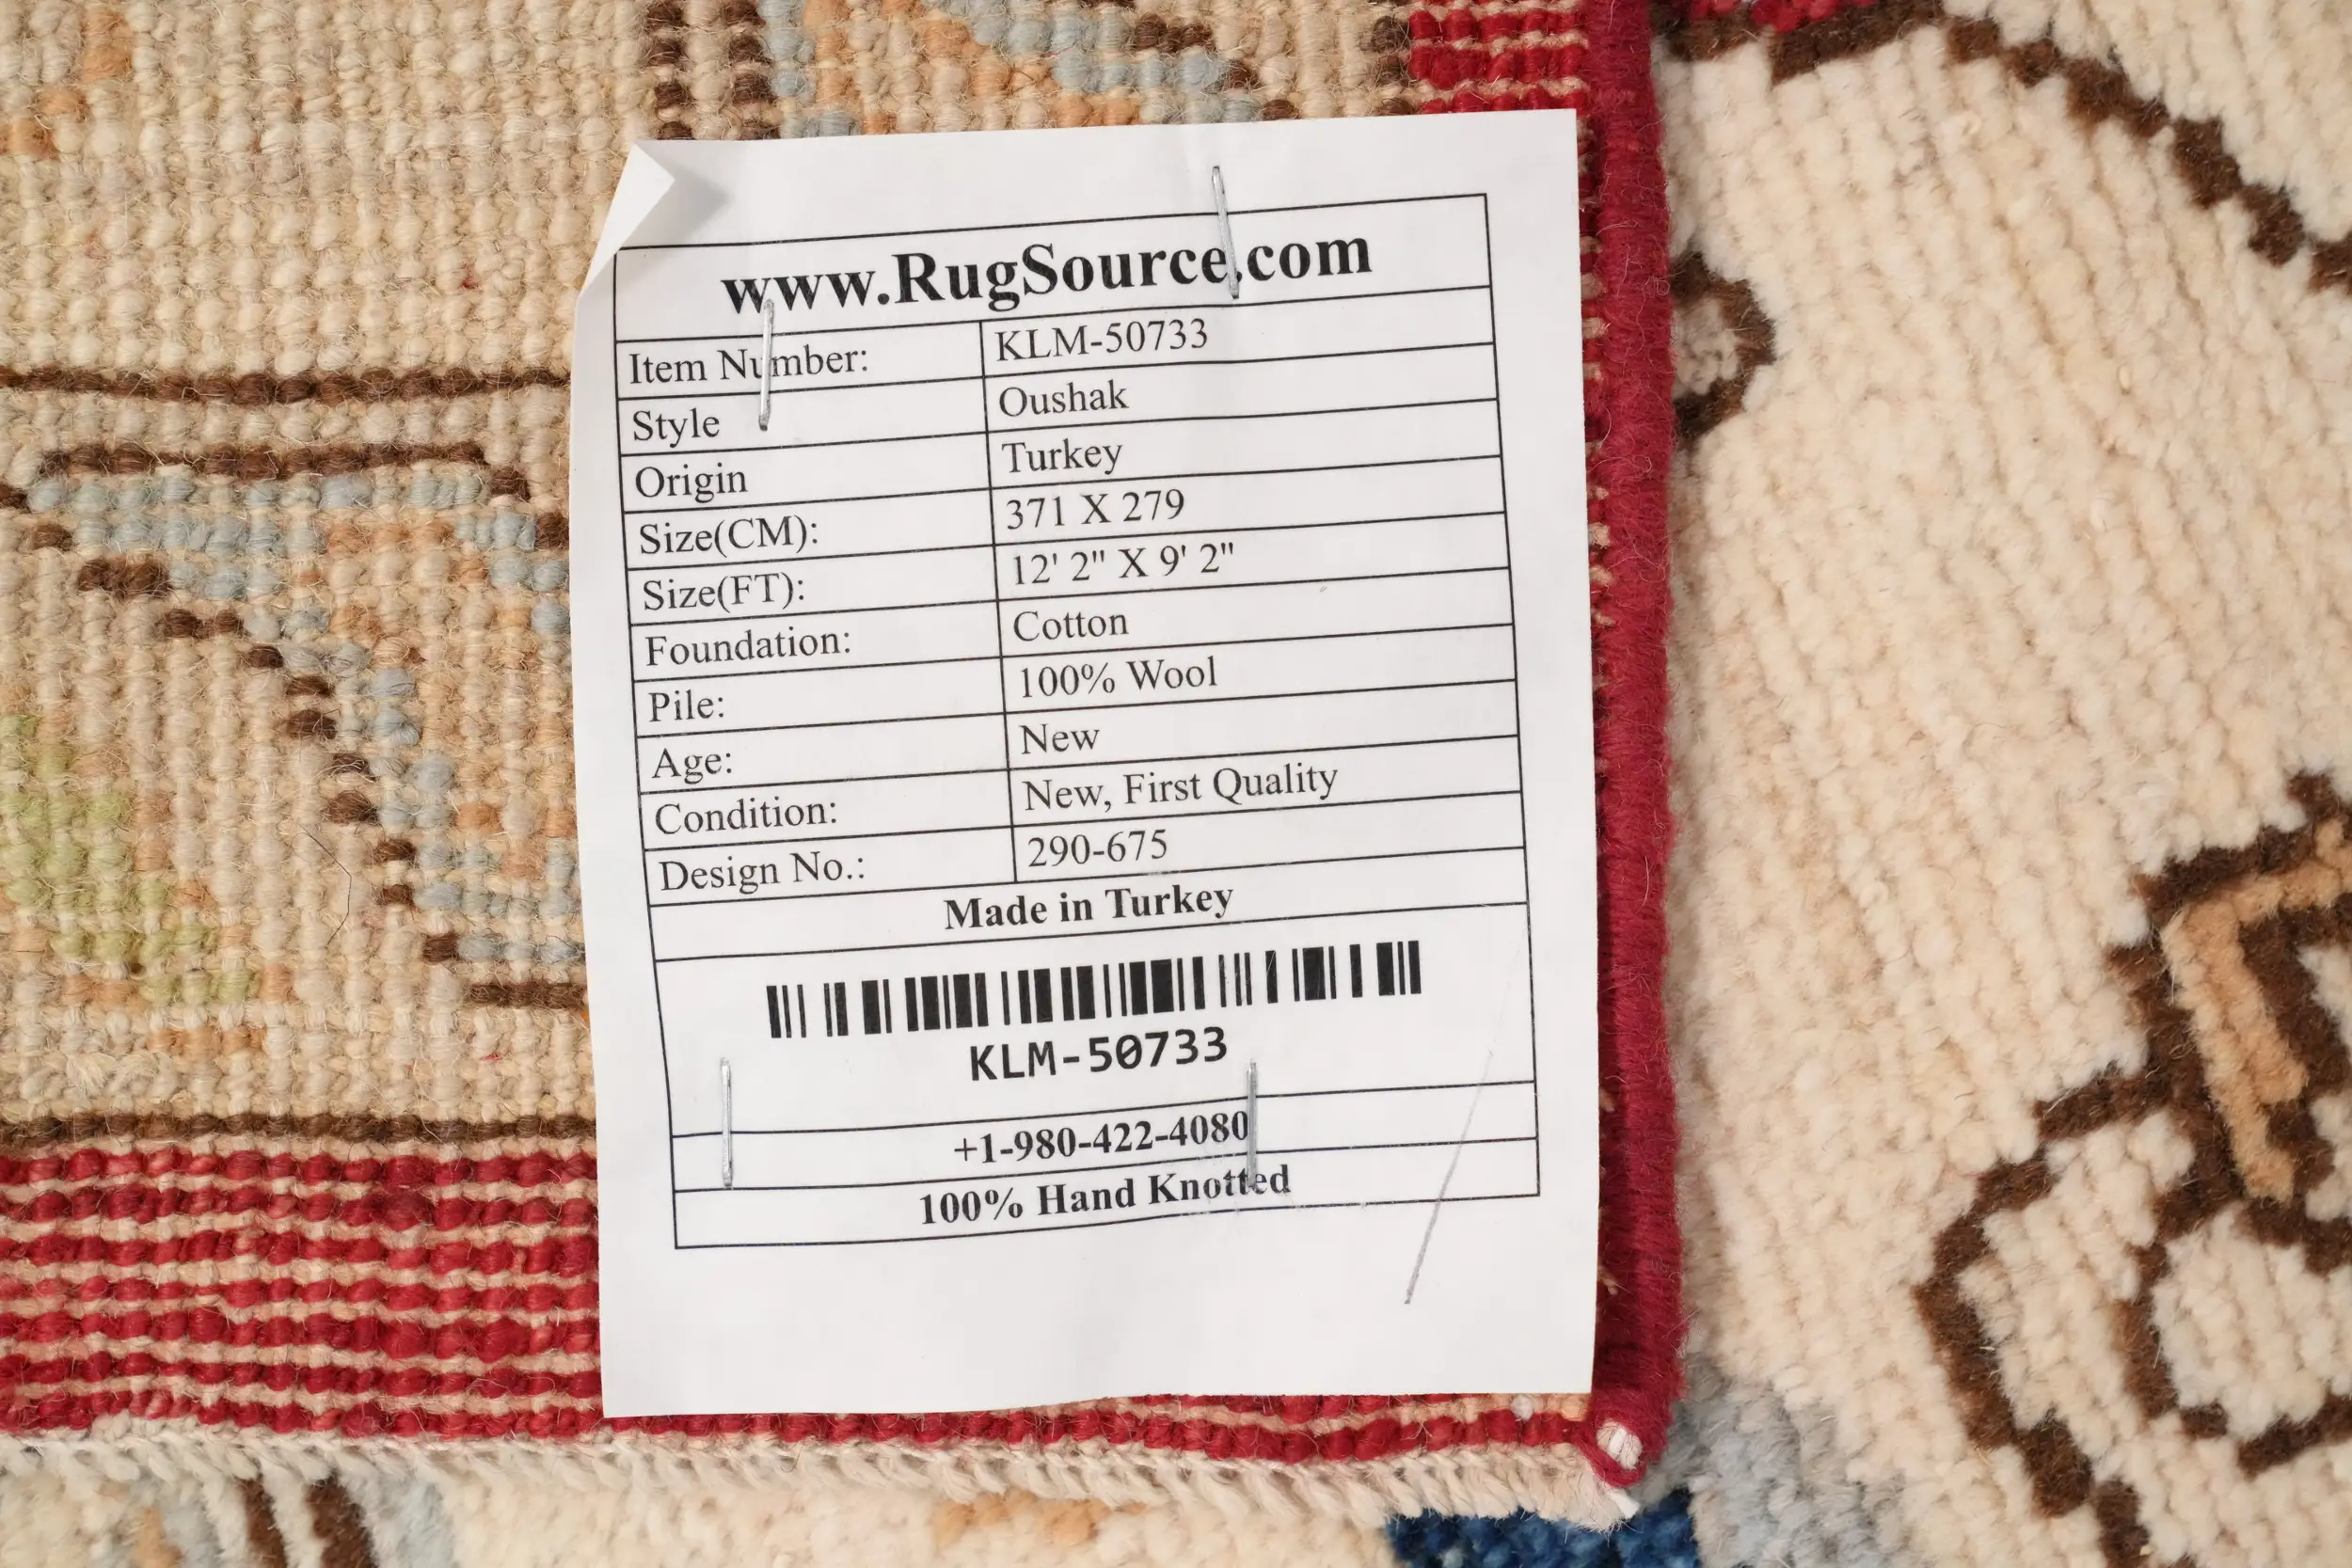 www.RugSource.com
Item Number: KLM-50733
Style Oushak
Origin Turkey
Size(CM): 371 X 279
Size(FT): 12' 2" X 9' 2"
Foundation: Cotton
Pile: 100% Wool
Age: New
Condition: New, First Quality
Design No.: 290-675
Made in Turkey
KLM-50733
+1-980-422-4080
100% Hand Knotted